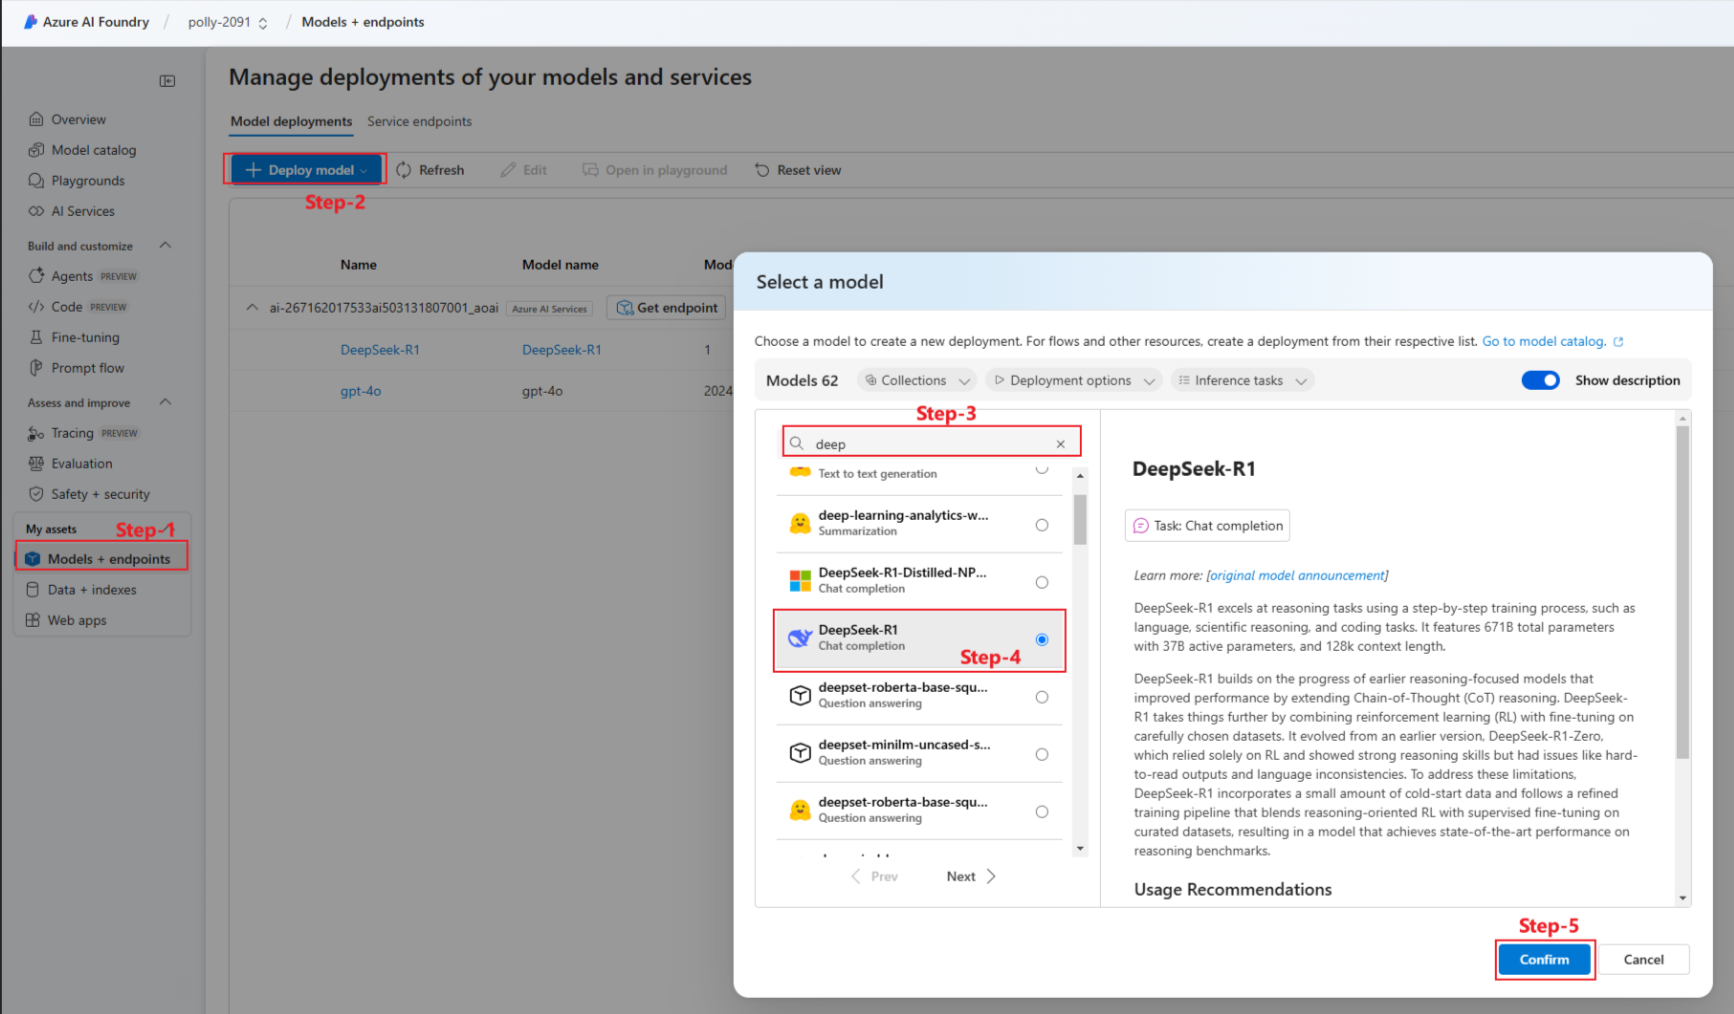 Azure AI Foundry / polly-2091 / Models + endpoints
Manage deployments of your models and services
Overview
Model catalog
Playgrounds
AI Services
Build and customize
Agents PREVIEW
Code PREVIEW
Fine-tuning
Prompt flow
Assess and improve
Tracing PREVIEW
Evaluation
Safety + security
My assets
Step-1
Models + endpoints
Data + indexes
Web apps
Model deployments Service endpoints
Deploy model Refresh Edit Open in playground Reset view
Step-2
Name Model name Mod
ai-267162017533ai503131807001_aoai Azure AI Services Get endpoint
DeepSeek-R1 DeepSeek-R1 1
gpt-4o gpt-4o 2024
Select a model
Choose a model to create a new deployment. For flows and other resources, create a deployment from their respective list. Go to model catalog.
Models 62 Collections Deployment options Inference tasks Show description
Step-3
deep
Text to text generation
deep-learning-analytics-w...
Summarization
DeepSeek-R1-Distilled-NP...
Chat completion
DeepSeek-R1
Chat completion
Step-4
deepset-roberta-base-squ...
Question answering
deepset-minilm-uncased-s...
Question answering
deepset-roberta-base-squ...
Question answering
Prev Next
DeepSeek-R1
Task: Chat completion
Learn more: [original model announcement]
DeepSeek-R1 excels at reasoning tasks using a step-by-step training process, such as
language, scientific reasoning, and coding tasks. It features 671B total parameters
with 37B active parameters, and 128k context length.
DeepSeek-R1 builds on the progress of earlier reasoning-focused models that
improved performance by extending Chain-of-Thought (CoT) reasoning. DeepSeek-
R1 takes things further by combining reinforcement learning (RL) with fine-tuning on
carefully chosen datasets. It evolved from an earlier version, DeepSeek-R1-Zero,
which relied solely on RL and showed strong reasoning skills but had issues like hard-
to-read outputs and language inconsistencies. To address these limitations,
DeepSeek-R1 incorporates a small amount of cold-start data and follows a refined
training pipeline that blends reasoning-oriented RL with supervised fine-tuning on
curated datasets, resulting in a model that achieves state-of-the-art performance on
reasoning benchmarks.
Usage Recommendations
Step-5
Confirm Cancel